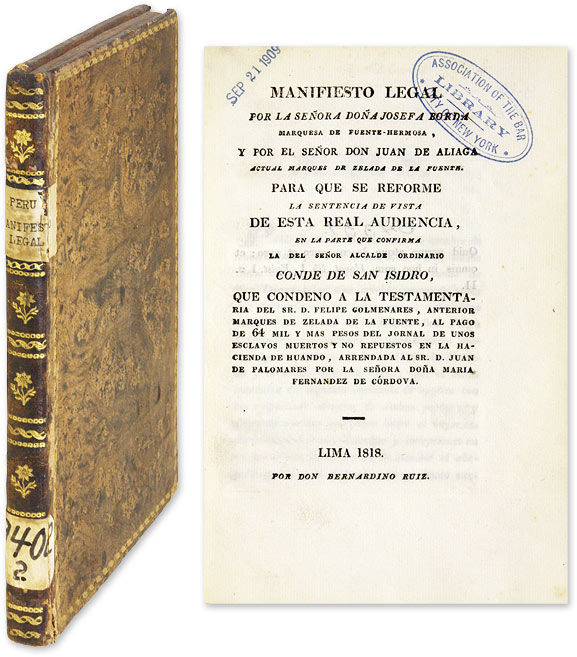 PERU
MANIFEST
LEGAL
2
SEP 21 1909
ASSOCIATION OF THE BAR
LIBRARY
CITY OF NEW YORK
MANIFIESTO LEGAL
POR LA SEÑORA DOÑA JOSEFA BORDA
MARQUESA DE FUENTE-HERMOSA,
Y POR EL SEÑOR DON JUAN DE ALIAGA
ACTUAL MARQUES DR ZELADA DE LA FUENTE.
PARA QUE SE REFORME
LA SENTENCIA DE VISTA
DE ESTA REAL AUDIENCIA,
EN LA PARTE QUE CONFIRMA
LA DEL SEÑOR ALCALDE ORDINARIO
CONDE DE SAN ISIDRO,
QUE CONDENO A LA TESTAMENTA-
RIA DEL SR. D. FELIPE GOLMENARES, ANTERIOR
MARQUES DE ZELADA DE LA FUENTE, AL PAGO
DE 64 MIL Y MAS PESOS DEL JORNAL DE UNOS
ESCLAVOS MUERTOS Y NO REPUESTOS EN LA HA-
CIENDA DE HUANDO, ARRENDADA AL SR. D. JUAN
DE PALOMARES POR LA SEÑORA DOÑA MARIA
FERNANDEZ DE CÓRDOVA.
LIMA 1818.
POR DON BERNARDINO RUIZ.